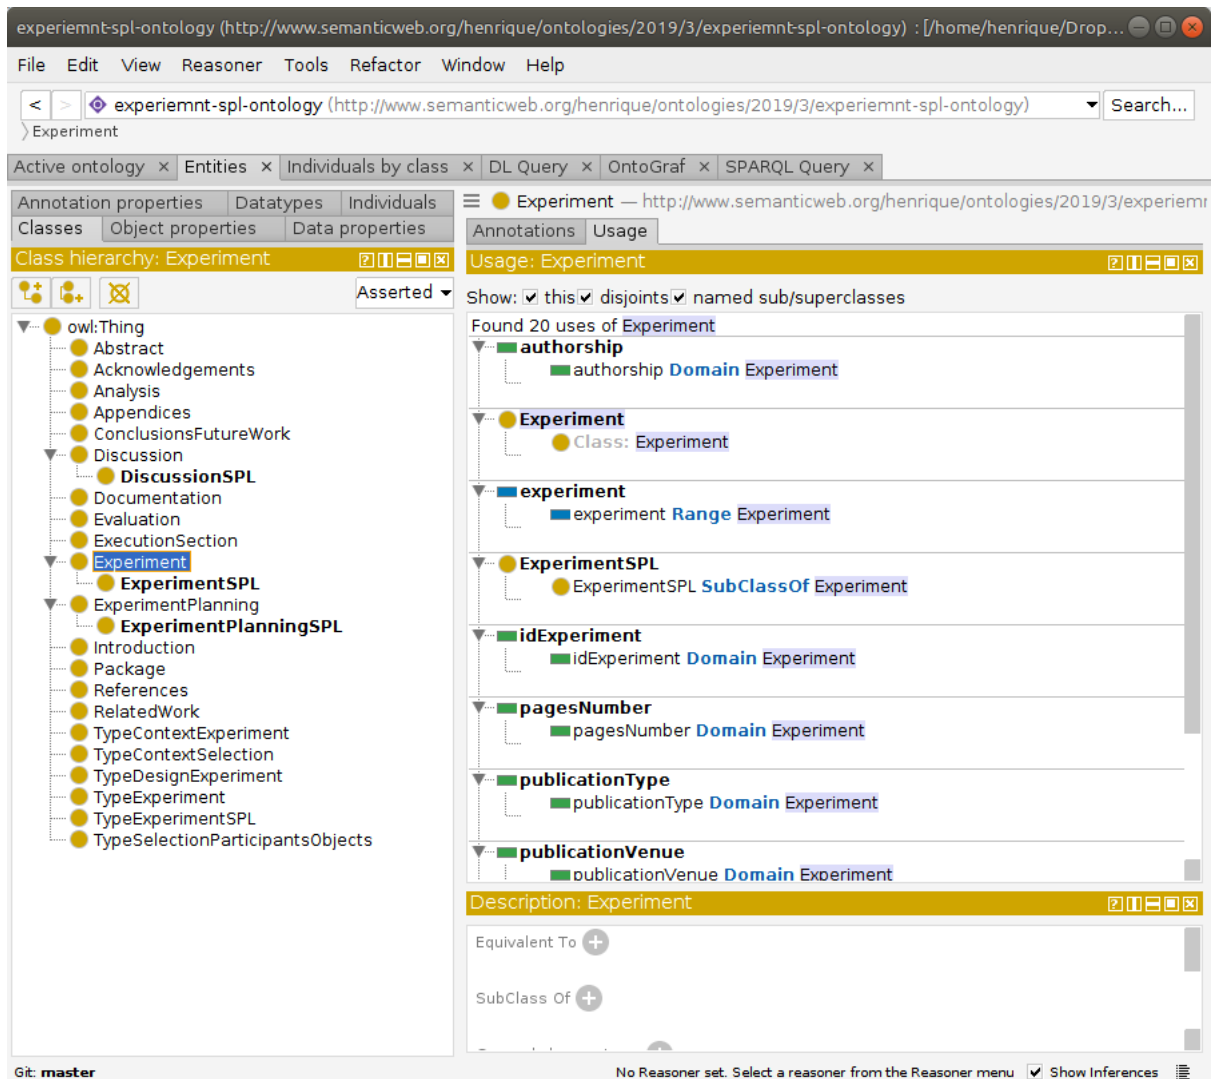 experiemnt-spl-ontology (http://www.semanticweb.org/henrique/ontologies/2019/3/experiemnt-spl-ontology) : [/home/henrique/Drop...
File Edit View Reasoner Tools Refactor Window Help
< > experiemnt-spl-ontology (http://www.semanticweb.org/henrique/ontologies/2019/3/experiemnt-spl-ontology) Search...
Experiment
Active ontology × Entities × Individuals by class × DL Query × OntoGraf × SPARQL Query ×
Annotation properties Datatypes Individuals
Classes Object properties Data properties
Class hierarchy: Experiment
Asserted
owl:Thing
Abstract
Acknowledgements
Analysis
Appendices
ConclusionsFutureWork
Discussion
DiscussionSPL
Documentation
Evaluation
ExecutionSection
Experiment
ExperimentSPL
ExperimentPlanning
ExperimentPlanningSPL
Introduction
Package
References
RelatedWork
TypeContextExperiment
TypeContextSelection
TypeDesignExperiment
TypeExperiment
TypeExperimentSPL
TypeSelectionParticipantsObjects
Experiment — http://www.semanticweb.org/henrique/ontologies/2019/3/experiem
Annotations Usage
Usage: Experiment
Show: this disjoints named sub/superclasses
Found 20 uses of Experiment
authorship
authorship Domain Experiment
Experiment
Class: Experiment
experiment
experiment Range Experiment
ExperimentSPL
ExperimentSPL SubClassOf Experiment
idExperiment
idExperiment Domain Experiment
pagesNumber
pagesNumber Domain Experiment
publicationType
publicationType Domain Experiment
publicationVenue
publicationVenue Domain Experiment
Description: Experiment
Equivalent To
SubClass Of
Git: master
No Reasoner set. Select a reasoner from the Reasoner menu Show Inferences